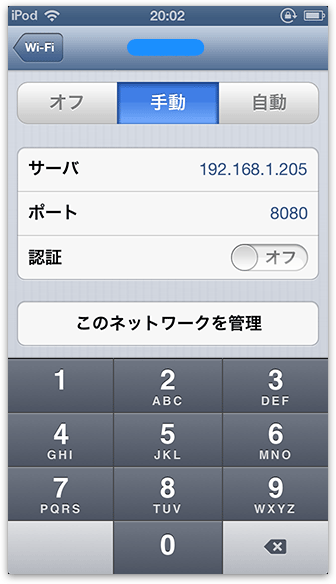 iPod 20:02
Wi-Fi
オフ 手動 自動
サーバ 192.168.1.205
ポート 8080
認証 オフ
このネットワークを管理
1 2 3
ABC DEF
4 5 6
GHI JKL MNO
7 8 9
PQRS TUV WXYZ
0